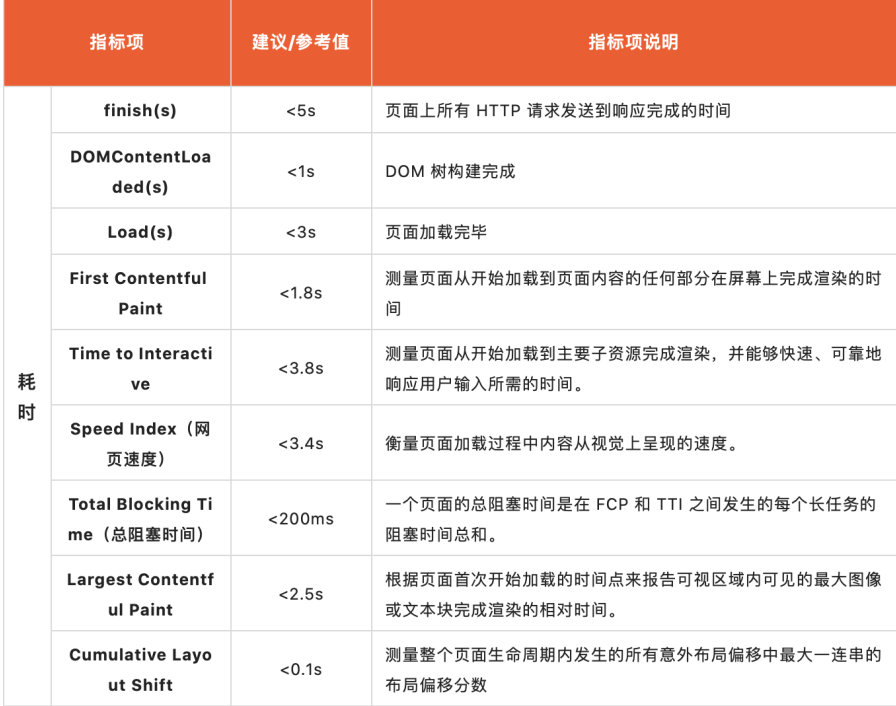 指标项 建议/参考值 指标项说明
finish(s) <5s 页面上所有 HTTP 请求发送到响应完成的时间
DOMContentLoa
ded(s)
<1s DOM 树构建完成
Load(s) <3s 页面加载完毕
First Contentful
Paint
<1.8s
测量页面从开始加载到页面内容的任何部分在屏幕上完成渲染的时
间
耗
时
Time to Interacti
ve
<3.8s
测量页面从开始加载到主要子资源完成渲染，并能够快速、可靠地
响应用户输入所需的时间。
Speed Index（网
页速度）
<3.4s 衡量页面加载过程中内容从视觉上呈现的速度。
Total Blocking Ti
me（总阻塞时间）
<200ms
一个页面的总阻塞时间是在 FCP 和 TTI 之间发生的每个长任务的
阻塞时间总和。
Largest Contentf
ul Paint
<2.5s
根据页面首次开始加载的时间点来报告可视区域内可见的最大图像
或文本块完成渲染的相对时间。
Cumulative Layo
ut Shift
<0.1s
测量整个页面生命周期内发生的所有意外布局偏移中最大一连串的
布局偏移分数